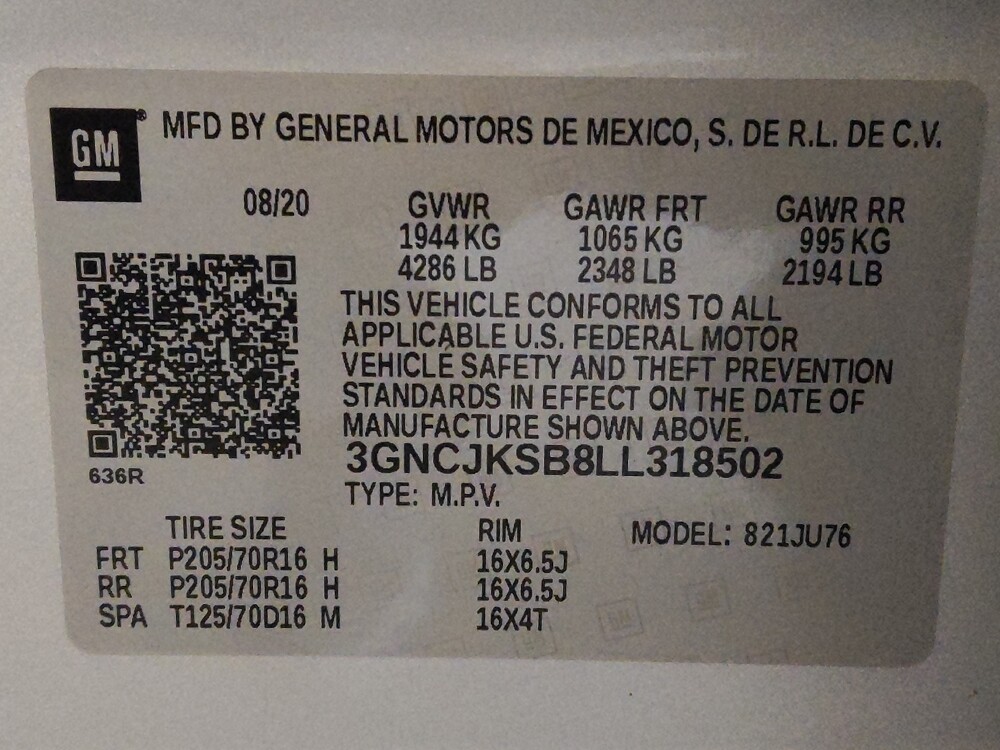 GM® MFD BY GENERAL MOTORS DE MEXICO, S. DE R.L. DE C.V.
08/20 GVWR GAWR FRT GAWR RR
1944 KG 1065 KG 995 KG
4286 LB 2348 LB 2194 LB
THIS VEHICLE CONFORMS TO ALL
APPLICABLE U.S. FEDERAL MOTOR
VEHICLE SAFETY AND THEFT PREVENTION
STANDARDS IN EFFECT ON THE DATE OF
MANUFACTURE SHOWN ABOVE.
3GNCJKSB8LL318502
636R
TYPE: M.P.V.
TIRE SIZE RIM MODEL: 821JU76
FRT P205/70R16 H 16X6.5J
RR P205/70R16 H 16X6.5J
SPA T125/70D16 M 16X4T